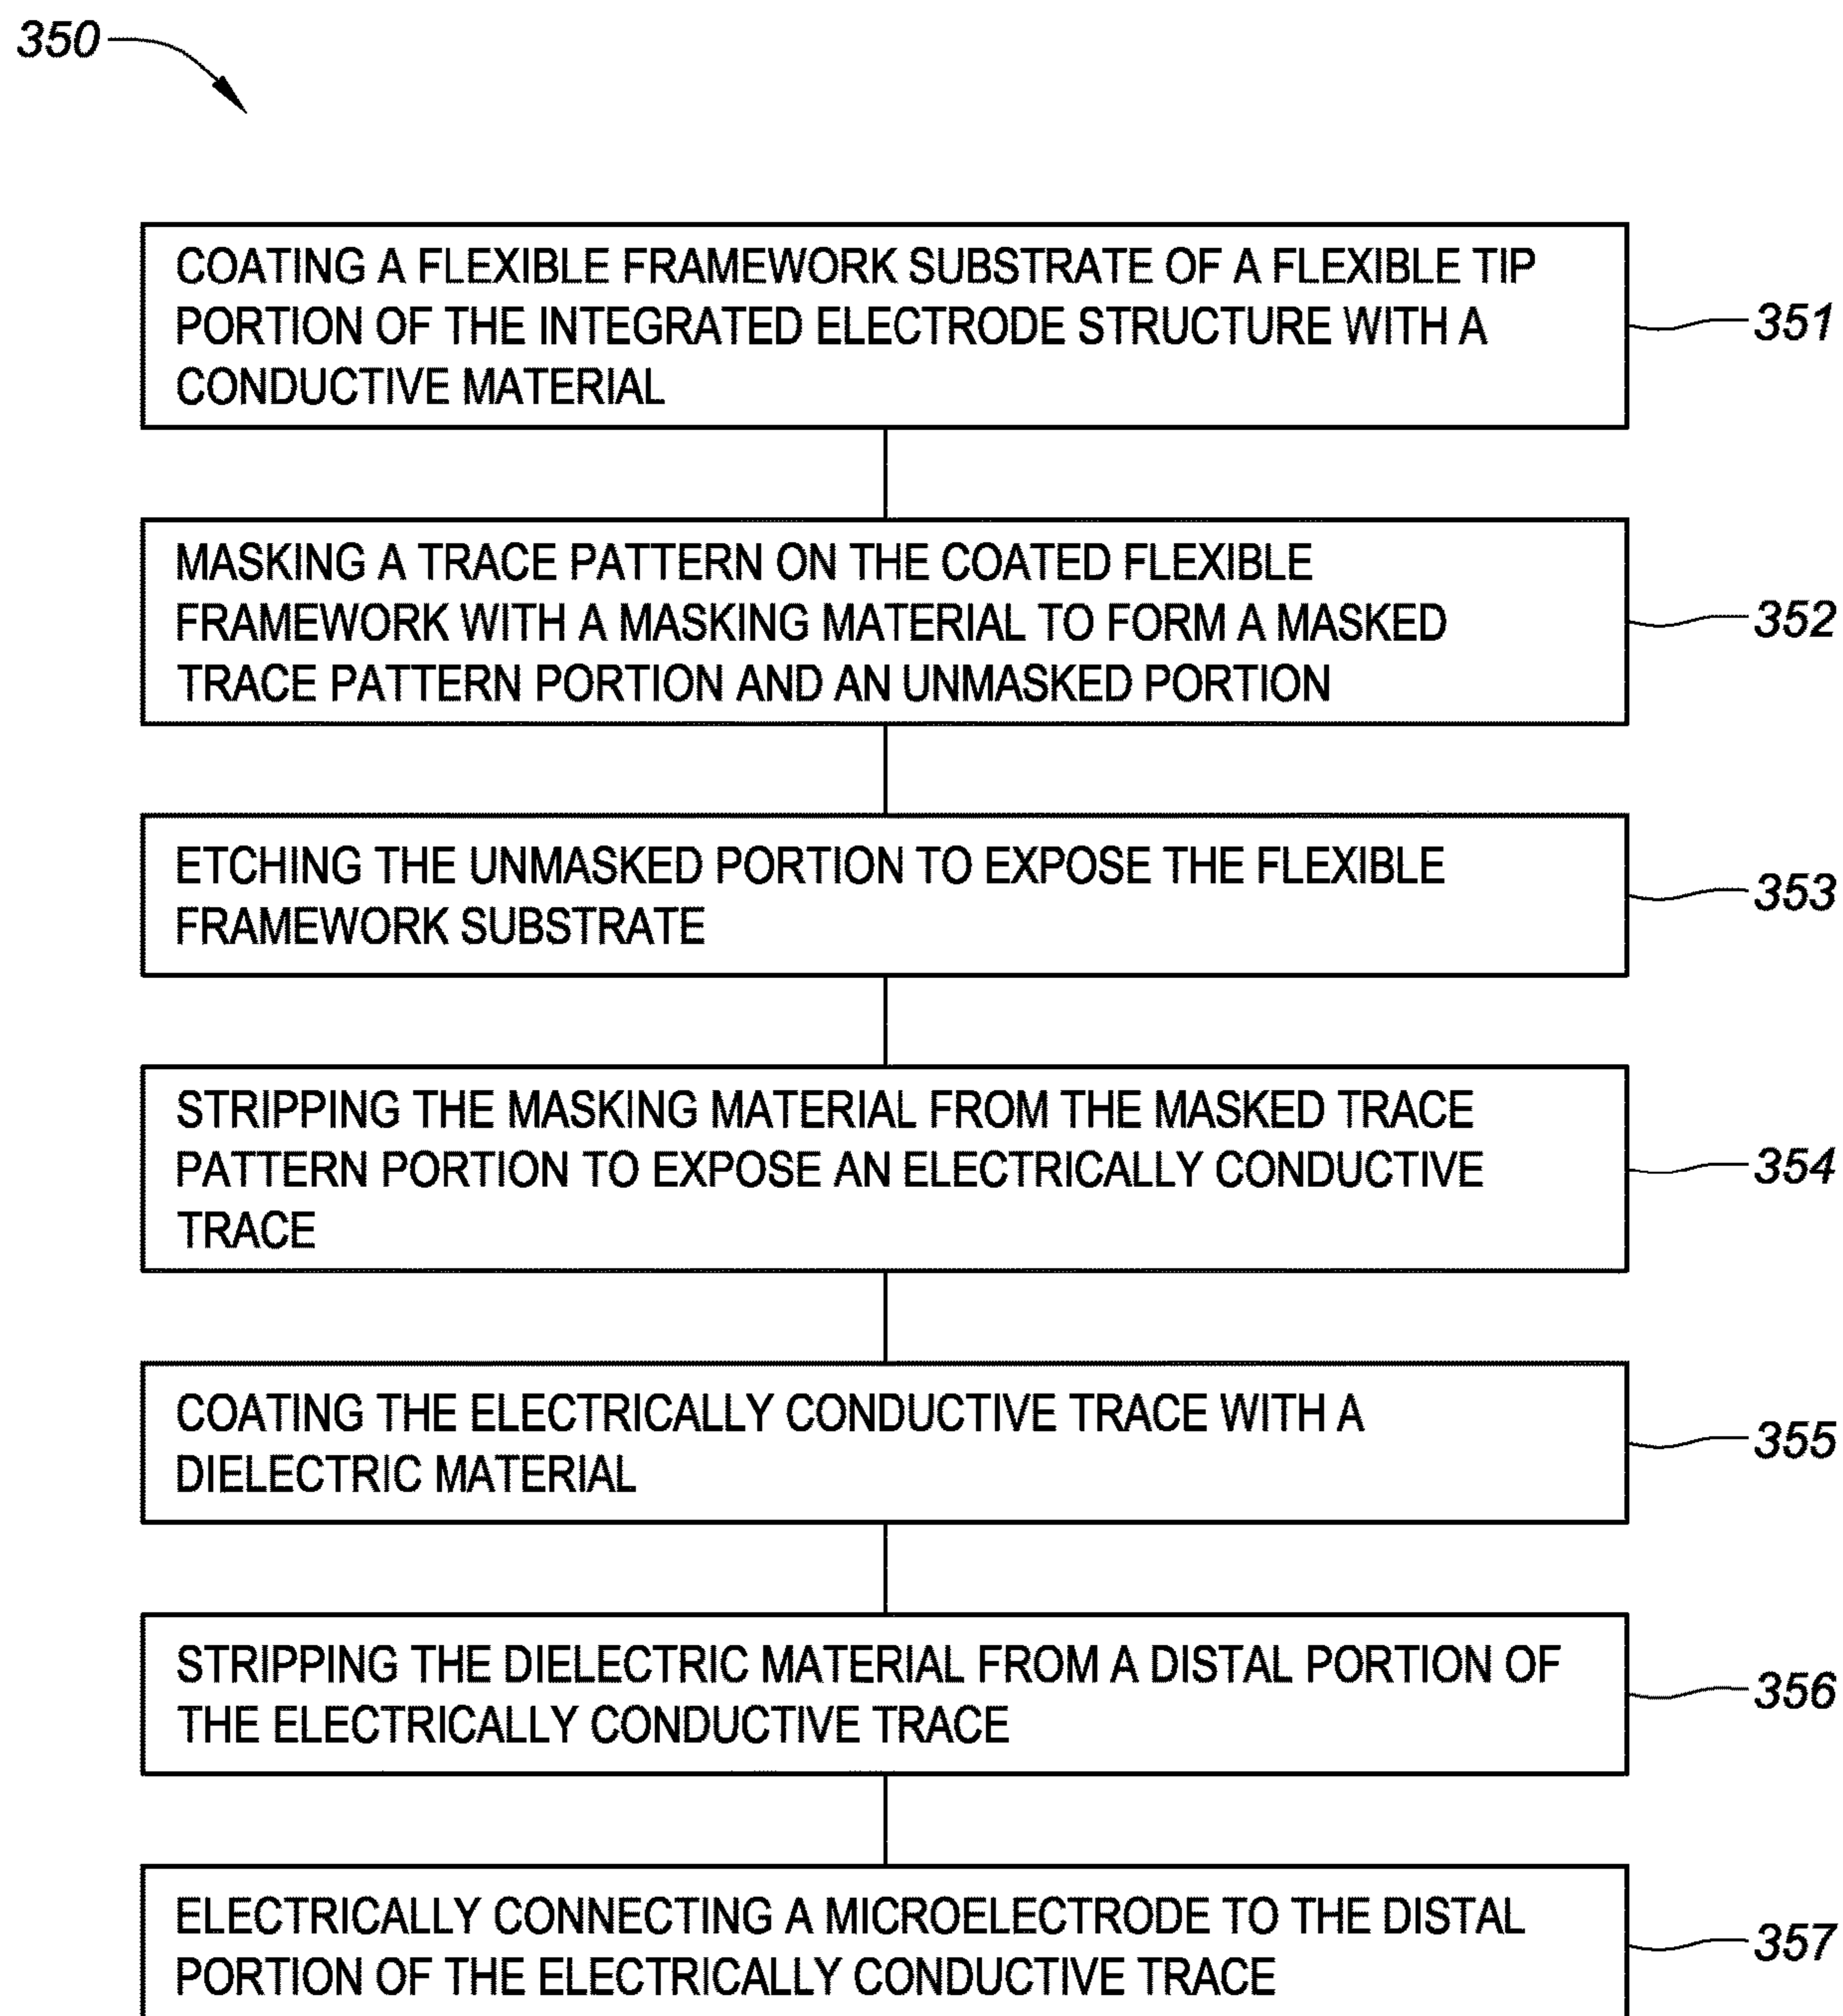 350
COATING A FLEXIBLE FRAMEWORK SUBSTRATE OF A FLEXIBLE TIP
PORTION OF THE INTEGRATED ELECTRODE STRUCTURE WITH A
CONDUCTIVE MATERIAL
351
MASKING A TRACE PATTERN ON THE COATED FLEXIBLE
FRAMEWORK WITH A MASKING MATERIAL TO FORM A MASKED
TRACE PATTERN PORTION AND AN UNMASKED PORTION
352
ETCHING THE UNMASKED PORTION TO EXPOSE THE FLEXIBLE
FRAMEWORK SUBSTRATE
353
STRIPPING THE MASKING MATERIAL FROM THE MASKED TRACE
PATTERN PORTION TO EXPOSE AN ELECTRICALLY CONDUCTIVE
TRACE
354
COATING THE ELECTRICALLY CONDUCTIVE TRACE WITH A
DIELECTRIC MATERIAL
355
STRIPPING THE DIELECTRIC MATERIAL FROM A DISTAL PORTION OF
THE ELECTRICALLY CONDUCTIVE TRACE
356
ELECTRICALLY CONNECTING A MICROELECTRODE TO THE DISTAL
PORTION OF THE ELECTRICALLY CONDUCTIVE TRACE
357